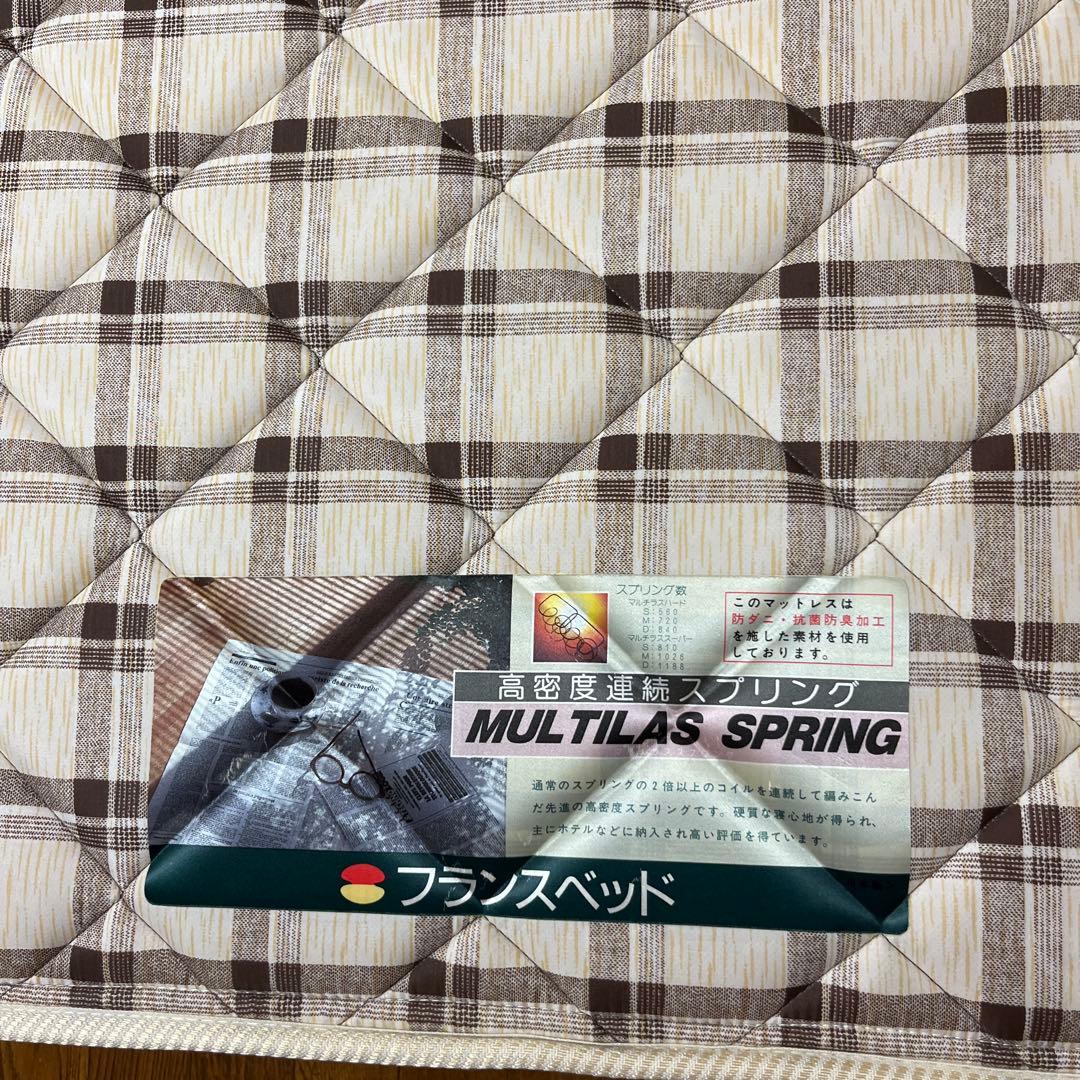 スプリング数
マルチラスハード
S:560
M:720
D:840
マルチラススーパー
S:810
M:1026
D:1188
このマットレスは
防ダニ・抗菌防臭加工
を施した素材を使用
しております。
高密度連続スプリング
MULTILAS SPRING
通常のスプリングの2倍以上のコイルを連続して編みこん
だ先進の高密度スプリングです。硬質な寝心地が得られ、
主にホテルなどに納入され高い評価を得ています。
Enfin une
de la recherche
フランスベッド